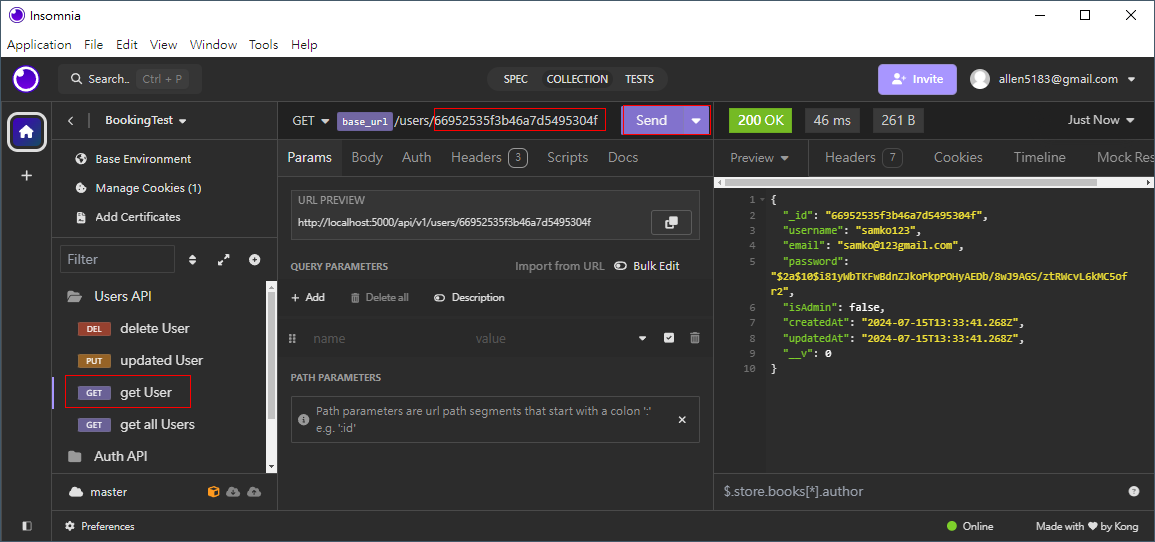 Insomnia
Application File Edit View Window Tools Help
Search.. Ctrl + P
SPEC COLLECTION TESTS
Invite
allen5183@gmail.com
BookingTest
Base Environment
Manage Cookies (1)
Add Certificates
Filter
Users API
DEL delete User
PUT updated User
GET get User
GET get all Users
Auth API
master
GET base_url /users/66952535f3b46a7d5495304f Send
Params Body Auth Headers 3 Scripts Docs
URL PREVIEW
http://localhost:5000/api/v1/users/66952535f3b46a7d5495304f
QUERY PARAMETERS Import from URL Bulk Edit
+ Add Delete all Description
name value
PATH PARAMETERS
Path parameters are url path segments that start with a colon ':'
e.g. ':id'
200 OK 46 ms 261 B Just Now
Preview Headers 7 Cookies Timeline Mock Res
1 {
2 "_id": "66952535f3b46a7d5495304f",
3 "username": "samko123",
4 "email": "samko@123gmail.com",
5 "password":
"$2a$10$i81yWbTKFwBdnZJkoPkpPOHyAEDb/8wJ9AGS/ztRWcvL6kMC5of
r2",
6 "isAdmin": false,
7 "createdAt": "2024-07-15T13:33:41.268Z",
8 "updatedAt": "2024-07-15T13:33:41.268Z",
9 "__v": 0
10 }
$.store.books[*].author
Preferences
Online
Made with ♥ by Kong